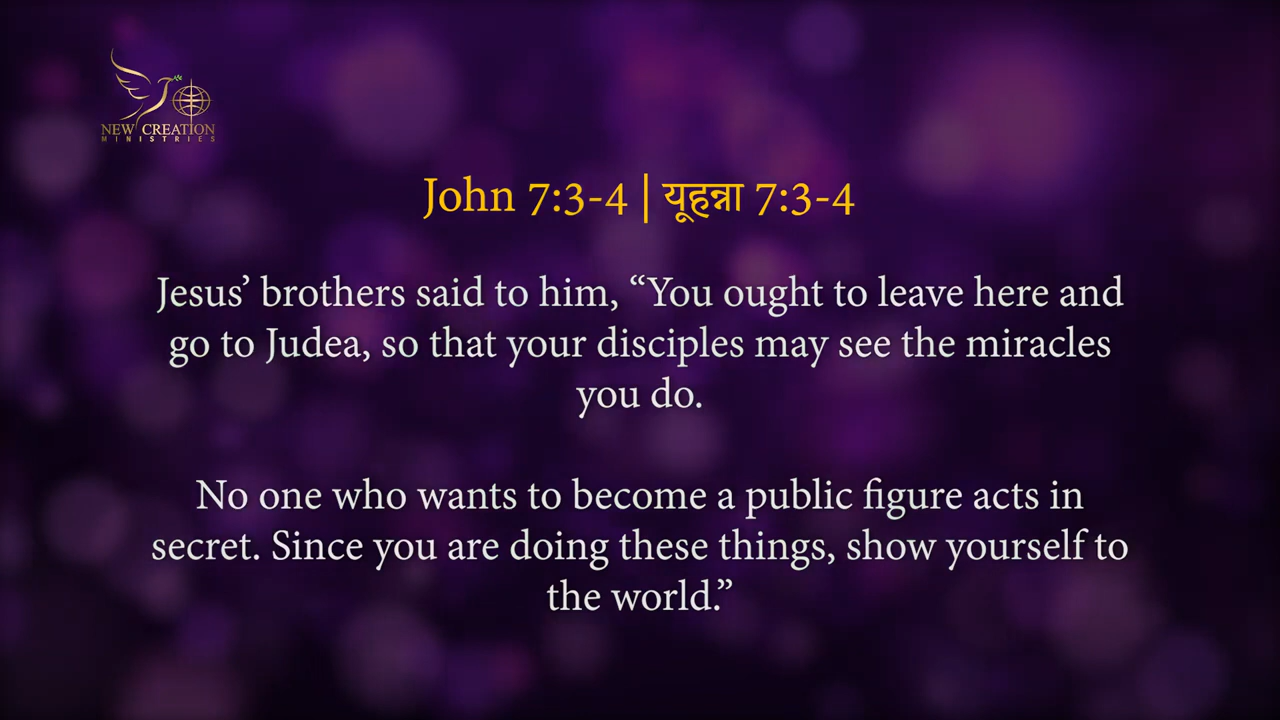 NEW CREATION
MINISTRIES
John 7:3-4 | यूहन्ना 7:3-4
Jesus’ brothers said to him, “You ought to leave here and
go to Judea, so that your disciples may see the miracles
you do.
No one who wants to become a public figure acts in
secret. Since you are doing these things, show yourself to
the world.”